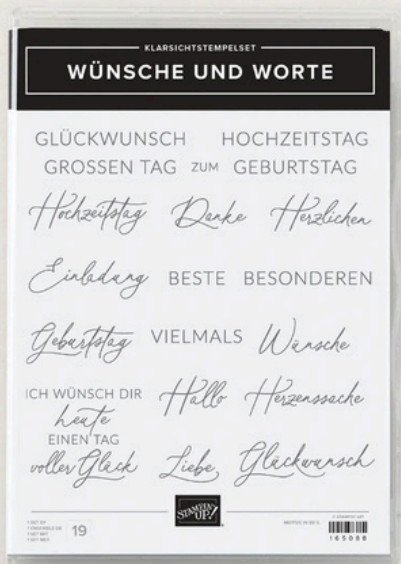 KLARSICHTSTEMPELSET
WÜNSCHE UND WORTE
GLÜCKWUNSCH HOCHZEITSTAG
GROSSEN TAG ZUM GEBURTSTAG
Hochzeitstag Danke Herzlichen
Einladung BESTE BESONDEREN
Geburtstag VIELMALS Wünsche
ICH WÜNSCH DIR
heute
EINEN TAG
voller Glück
Hallo Herzenssache
Liebe Glückwunsch
STAMPIN' UP!
19
165088